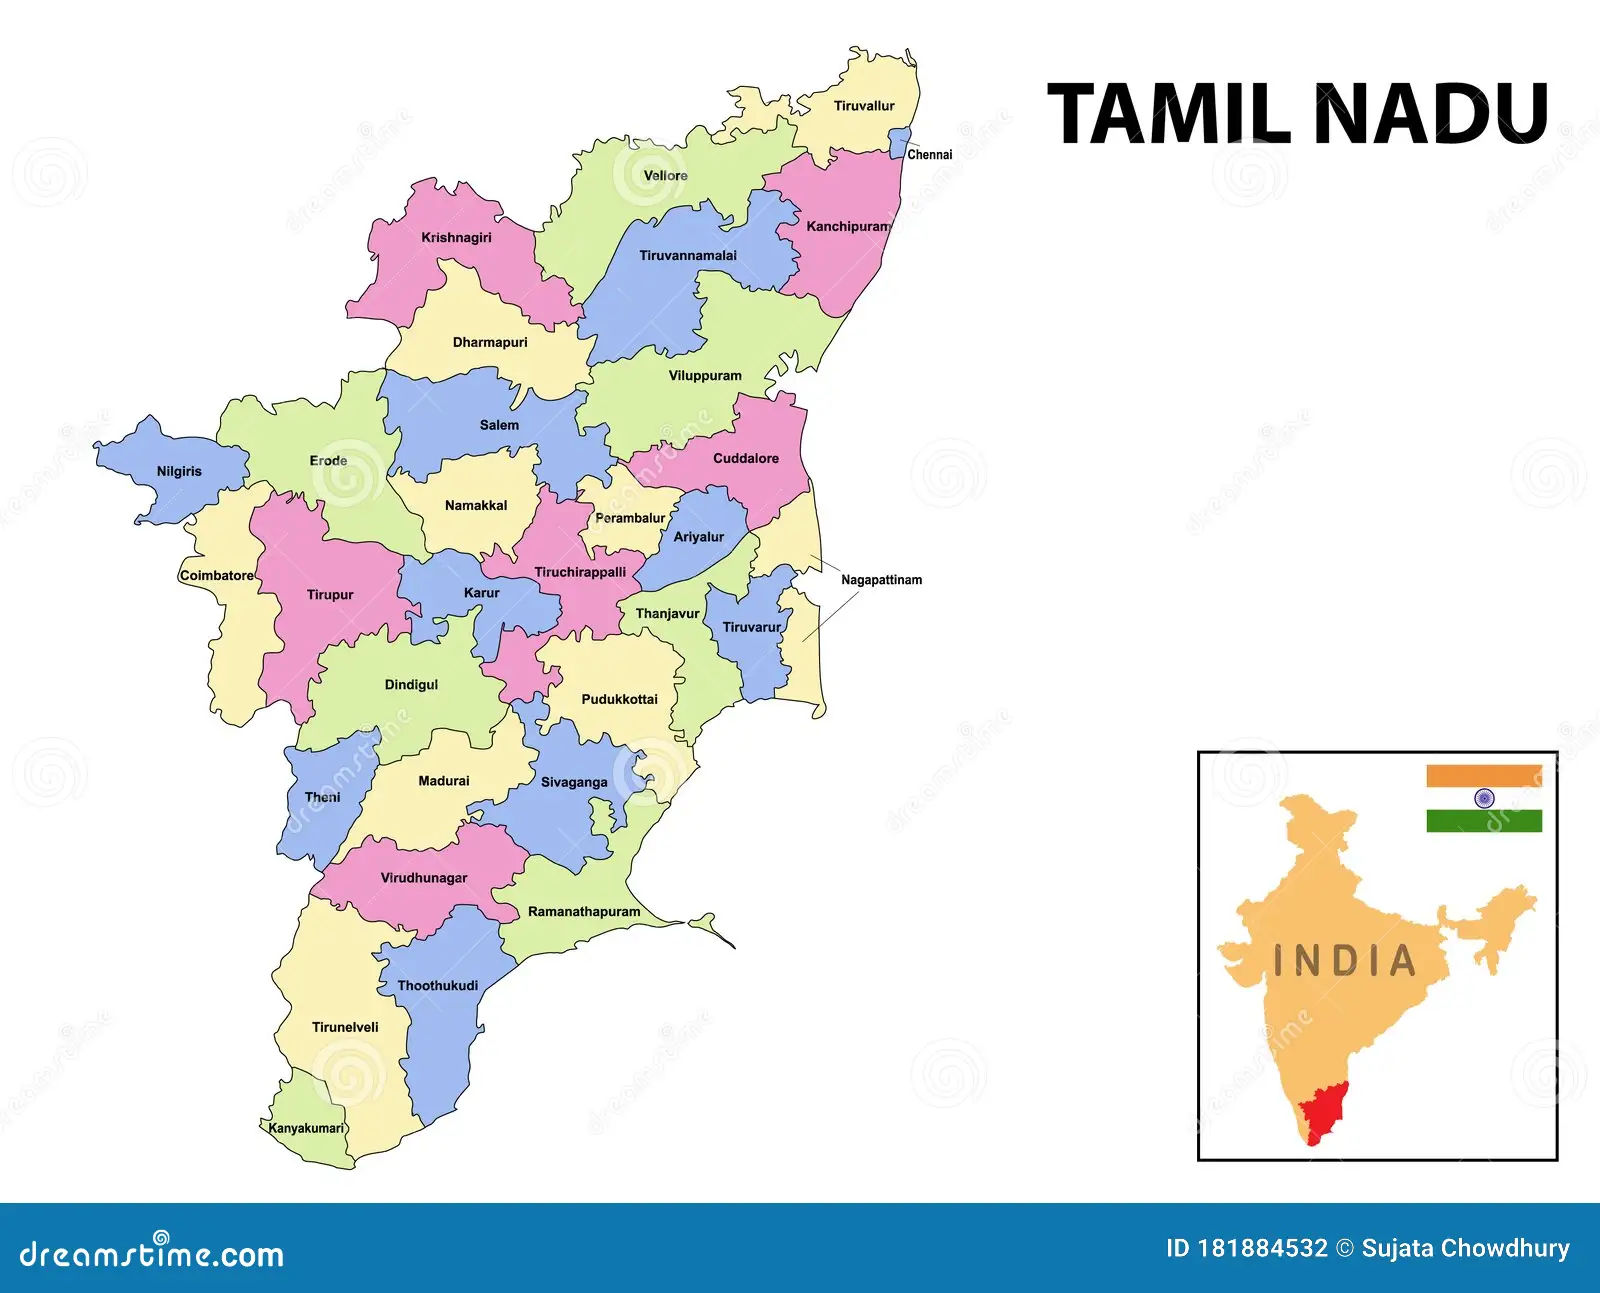 TAMIL NADU
Tiruvallur
Chennai
Vellore
Kanchipuram
Krishnagiri
Tiruvannamalai
Dharmapuri
Viluppuram
Salem
Cuddalore
Erode
Nilgiris
Namakkal
Perambalur
Ariyalur
Coimbatore
Tiruchirappalli
Nagapattinam
Tirupur
Karur
Thanjavur
Tiruvarur
Dindigul
Pudukkottai
Madurai
Sivaganga
Theni
Virudhunagar
Ramanathapuram
Thoothukudi
Tirunelveli
Kanyakumari
INDIA
dreamstime.com
ID 181884532 © Sujata Chowdhury